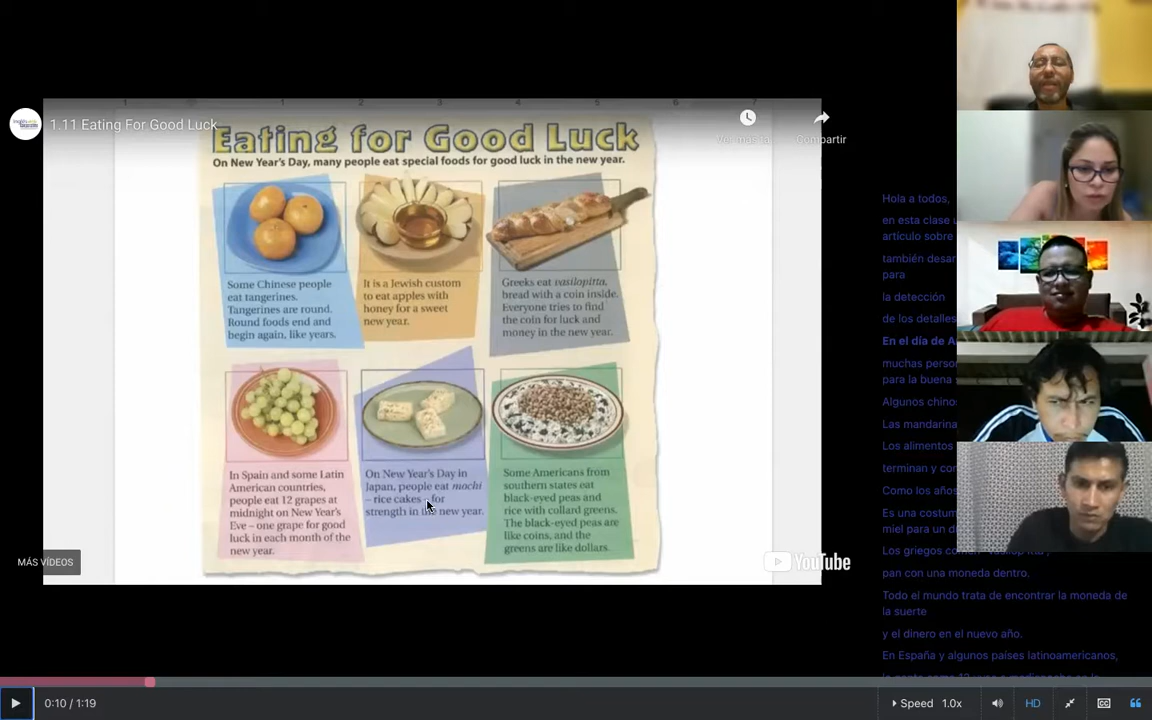 1.11 Eating For Good Luck
Compartir
Eating for Good Luck
On New Year's Day, many people eat special foods for good luck in the new year.
Some Chinese people
eat tangerines.
Tangerines are round.
Round foods end and
begin again, like years.
It is a Jewish custom
to eat apples with
honey for a sweet
new year.
Greeks eat vasilopitta,
bread with a coin inside.
Everyone tries to find
the coin for luck and
money in the new year.
In Spain and some Latin
American countries,
people eat 12 grapes at
midnight on New Year's
Eve – one grape for good
luck in each month of the
new year.
On New Year's Day in
Japan, people eat mochi
– rice cakes – for
strength in the new year.
Some Americans from
southern states eat
black-eyed peas and
rice with collard greens.
The black-eyed peas are
like coins, and the
greens are like dollars.
MÁS VÍDEOS
YouTube
Hola a todos,
en esta clase
artículo sobre
también
para
la detección
de los detalles
En el día de
muchas
para la buena
Algunos
Las
Los alimentos
terminan y
Como los años
Es una
miel para un
Los griegos comen
pan con una moneda dentro.
Todo el mundo trata de encontrar la moneda de
la suerte
y el dinero en el nuevo año.
En España y algunos países latinoamericanos,
0:10 / 1:19
Speed 1.0x
HD
CC